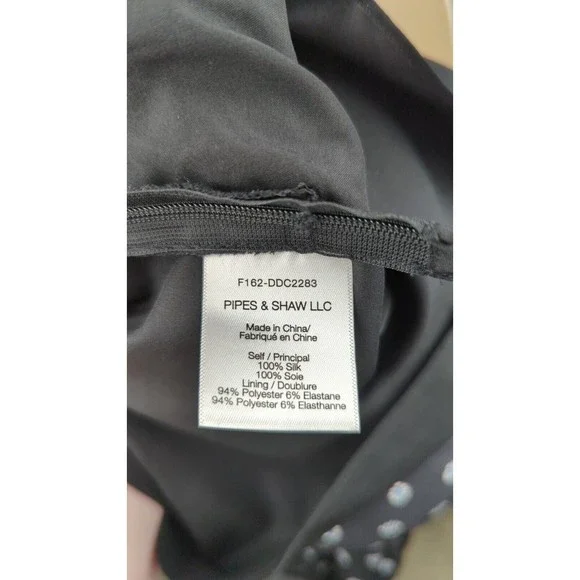 F162-DDC2283
PIPES & SHAW LLC
Made in China/
Fabriqué en Chine
Self / Principal
100% Silk
100% Soie
Lining / Doublure
94% Polyester 6% Elastane
94% Polyester 6% Elasthanne